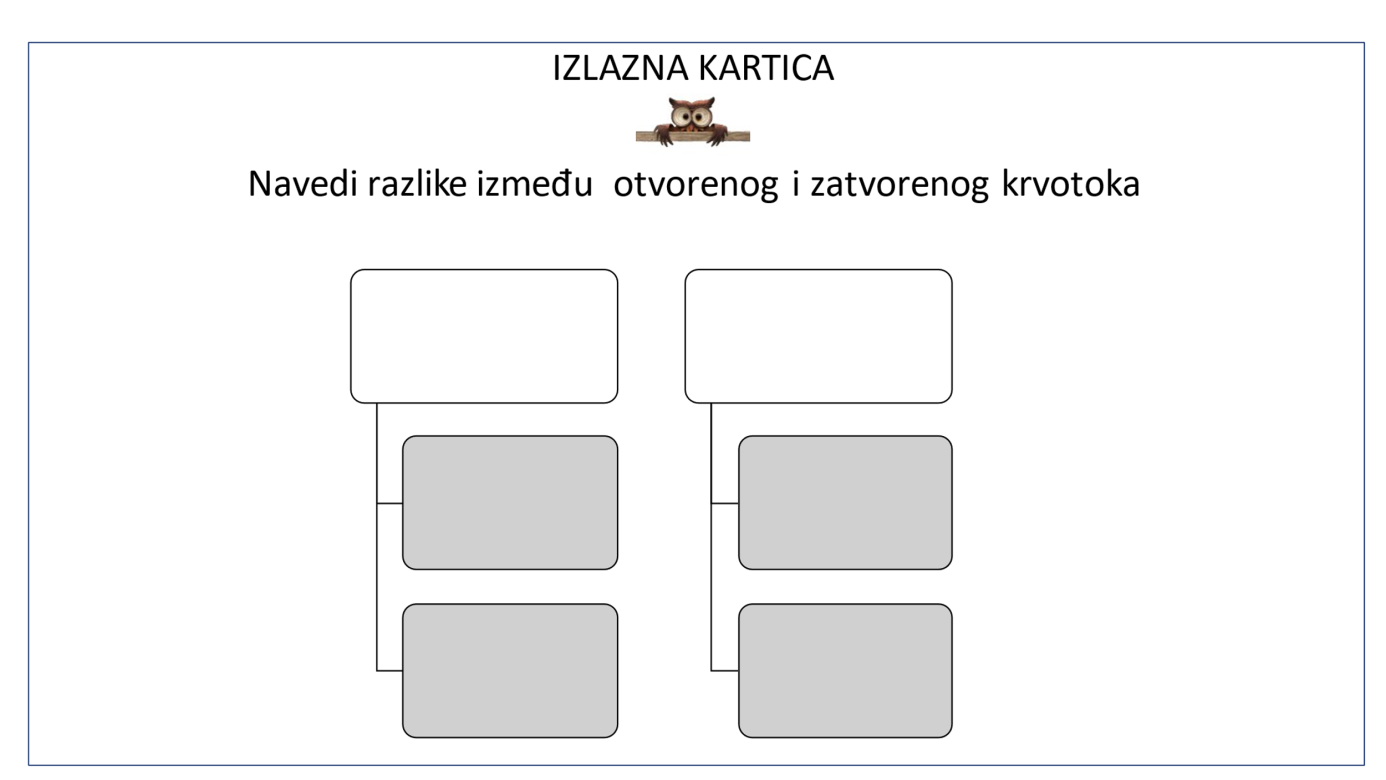 IZLAZNA KARTICA
Navedi razlike između otvorenog i zatvorenog krvotoka